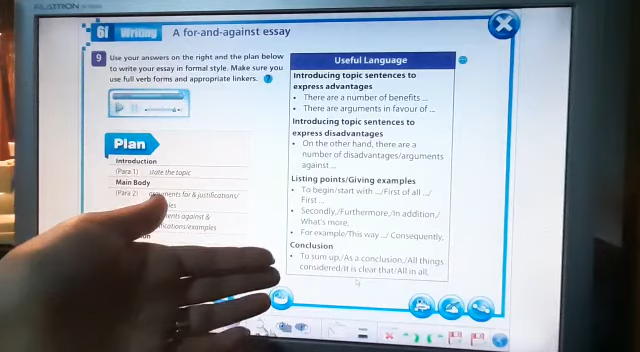 FLATRON
6I Writing A for-and-against essay
9 Use your answers on the right and the plan below
to write your essay in formal style. Make sure you
use full verb forms and appropriate linkers. ?
Plan
Introduction
(Para 1) state the topic
Main Body
(Para 2) arguments for & justifications/
against &
Useful Language
Introducing topic sentences to
express advantages
• There are a number of benefits ...
• There are arguments in favour of ...
Introducing topic sentences to
express disadvantages
• On the other hand, there are a
number of disadvantages/arguments
against ...
Listing points/Giving examples
• To begin/start with .../First of all .../
First ...
• Secondly,/Furthermore,/In addition,/
What's more,
• For example/This way .../ Consequently,
Conclusion
• To sum up,/As a conclusion,/All things
considered/It is clear that/All in all,